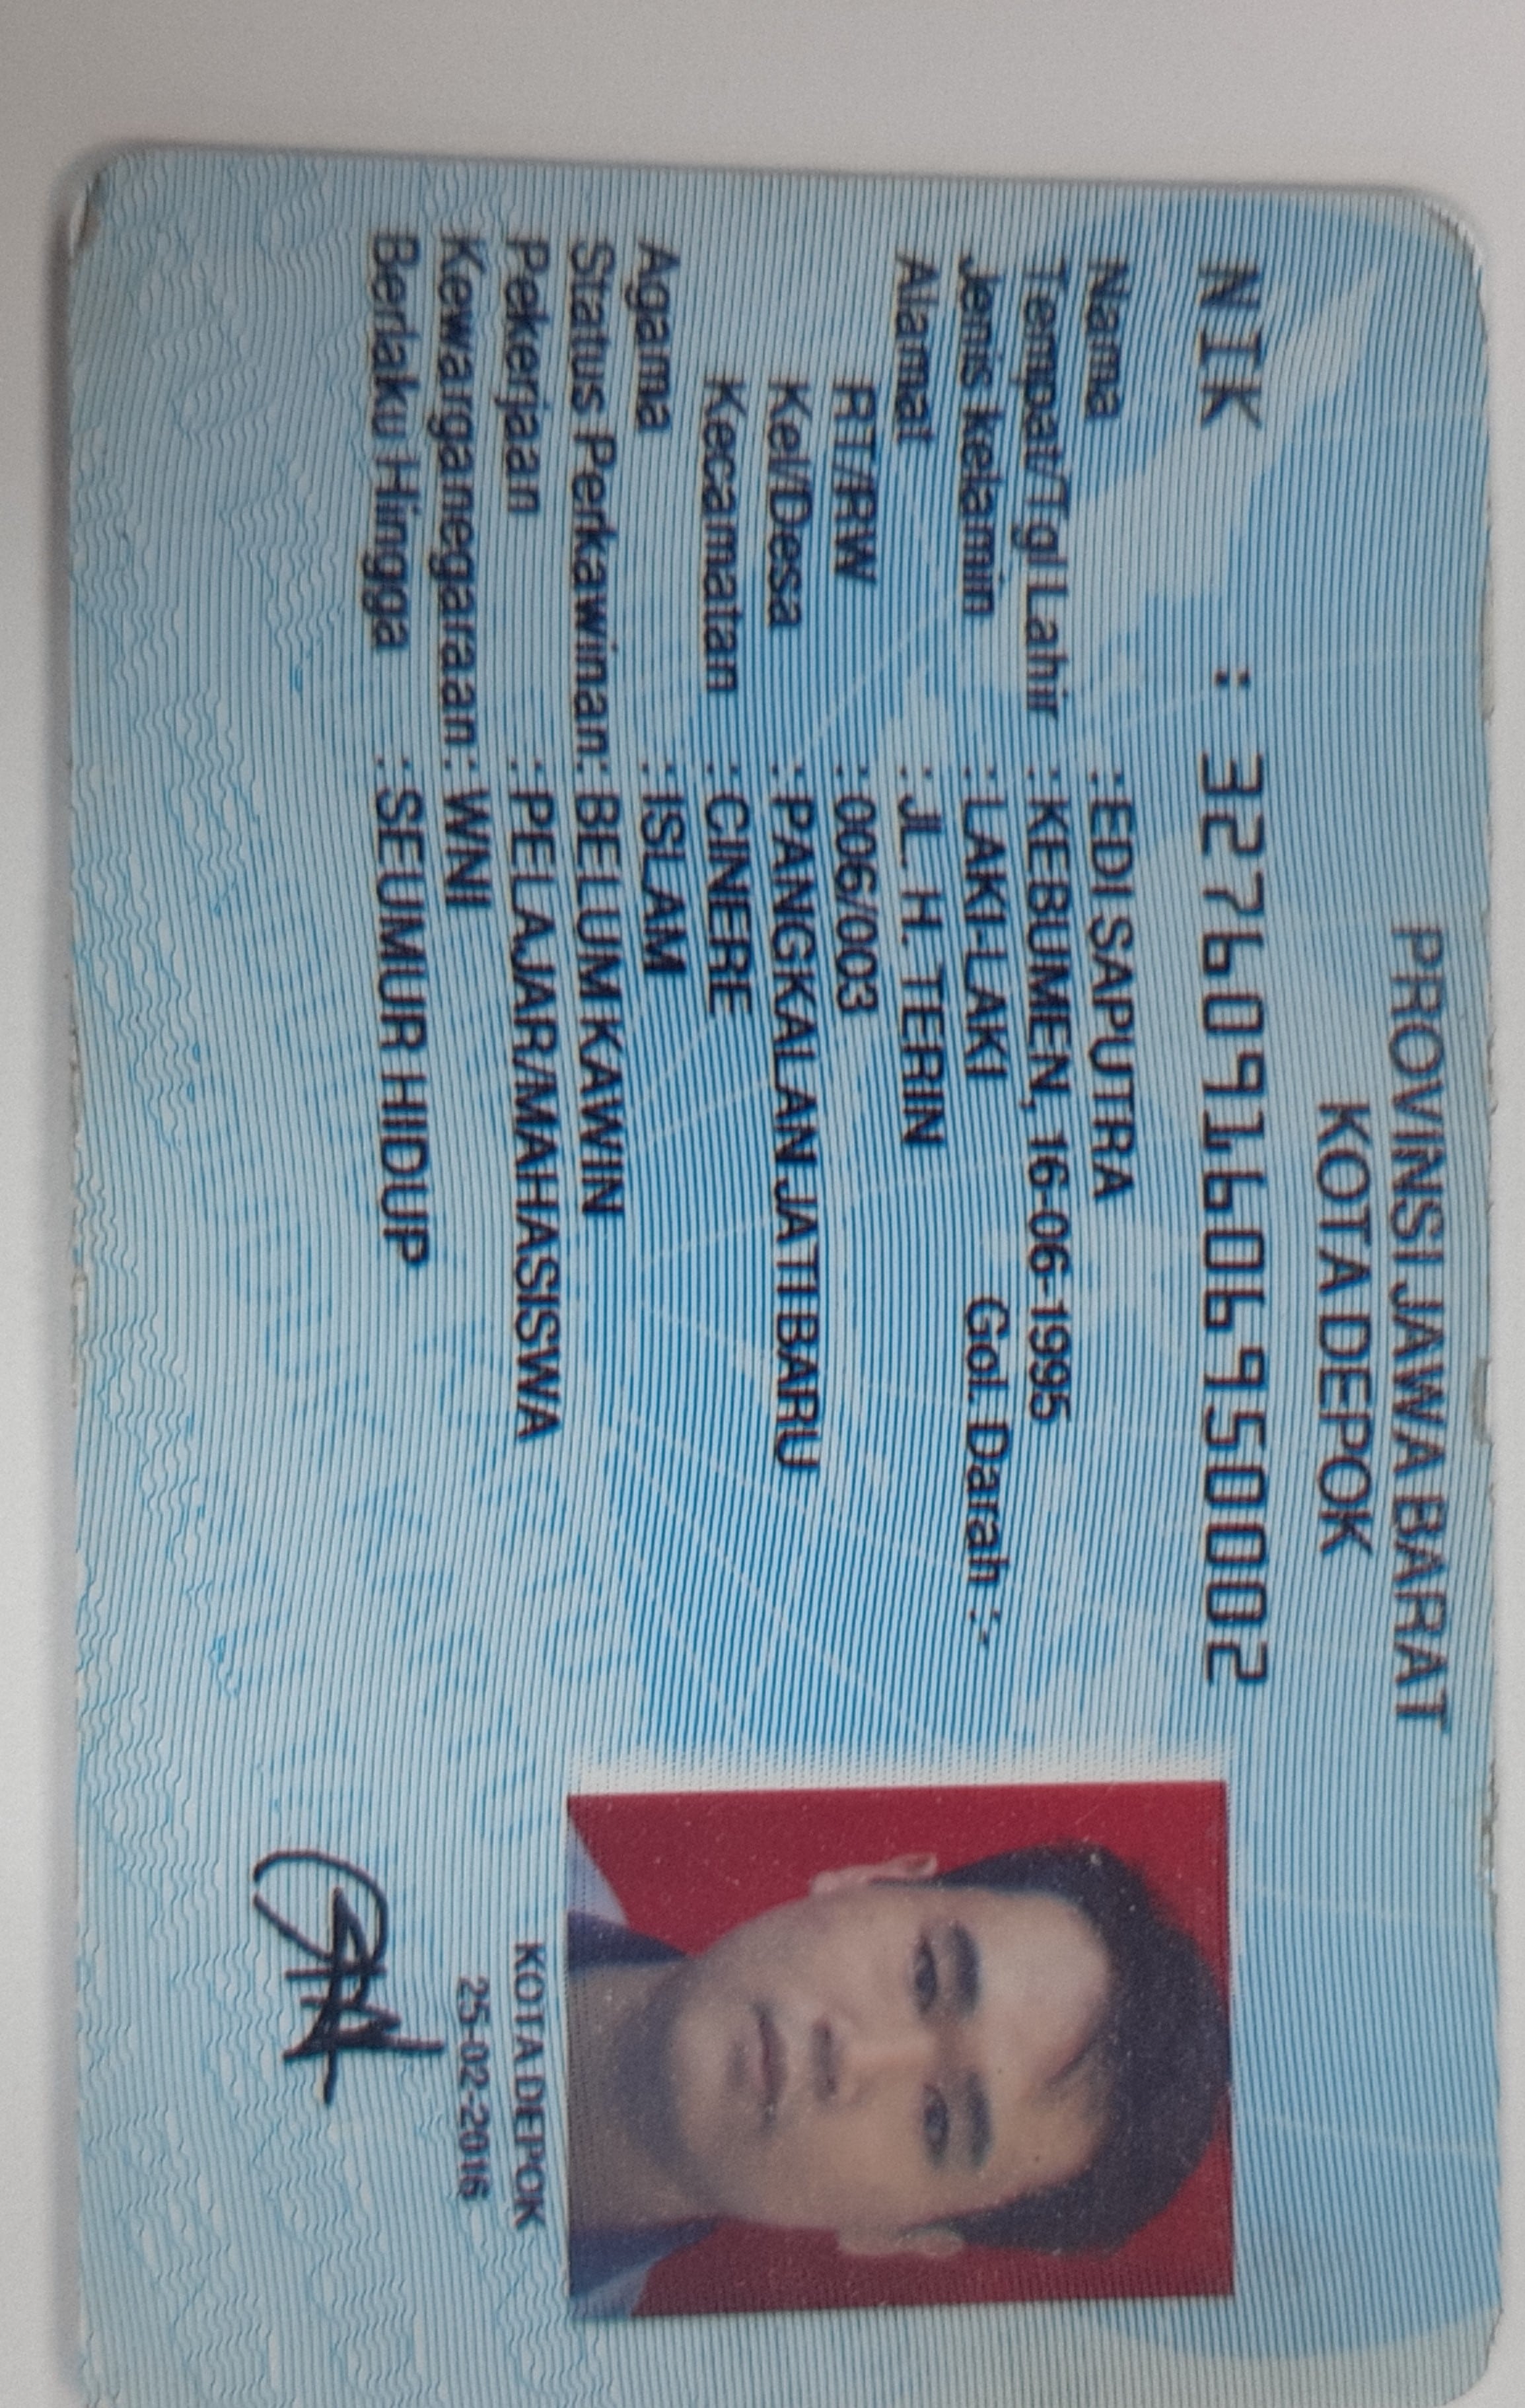 PROVINSI JAWA BARAT
KOTA DEPOK
NIK : 3276091606950002
Nama : EDI SAPUTRA
Tempat/Tgl Lahir : KEBUMEN, 16-06-1995
Jenis kelamin : LAKI-LAKI Gol. Darah : -
Alamat : JL. H. TERIN
RT/RW : 006/003
Kel/Desa : PANGKALAN JATI BARU
Kecamatan : CINERE
Agama : ISLAM
Status Perkawinan: BELUM KAWIN
Pekerjaan : PELAJAR/MAHASISWA
Kewarganegaraan: WNI
Berlaku Hingga : SEUMUR HIDUP
KOTA DEPOK
25-02-2016